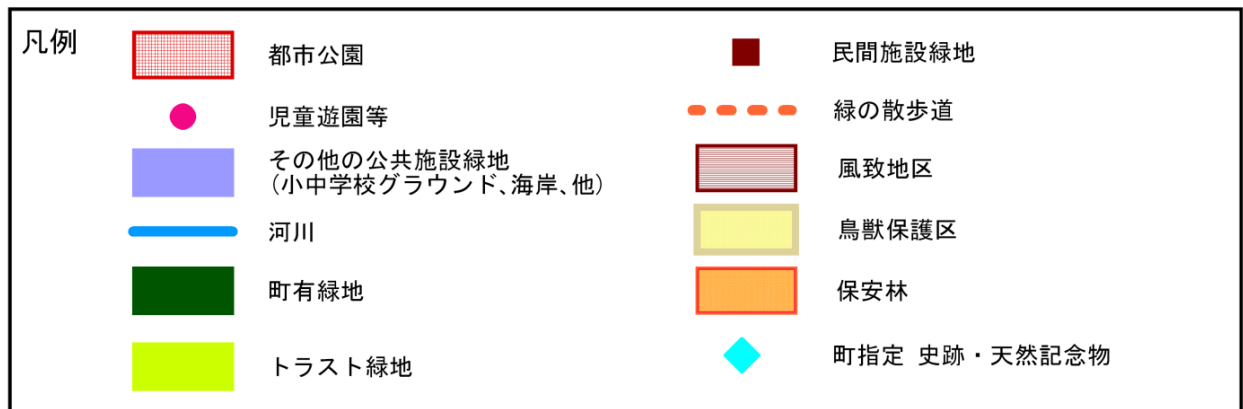 凡例
都市公園
児童遊園等
その他の公共施設緑地
(小中学校グラウンド、海岸、他)
河川
町有緑地
トラスト緑地
民間施設緑地
緑の散歩道
風致地区
鳥獣保護区
保安林
町指定 史跡・天然記念物